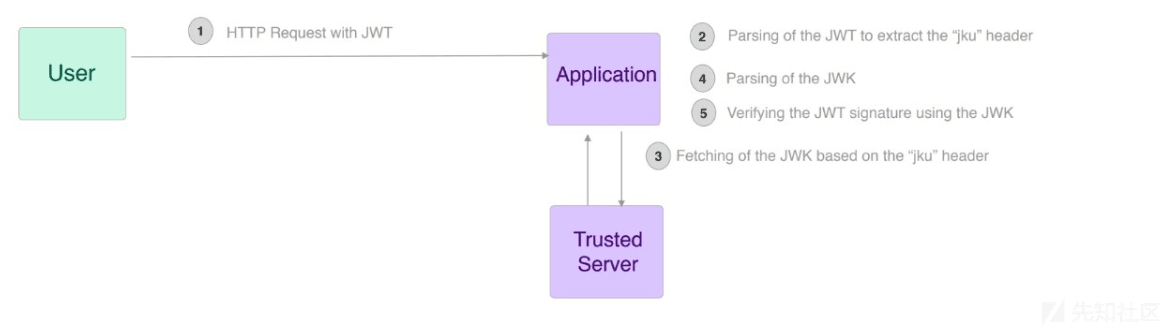 1 HTTP Request with JWT
User
Application
2 Parsing of the JWT to extract the “jku” header
4 Parsing of the JWK
5 Verifying the JWT signature using the JWK
3 Fetching of the JWK based on the “jku” header
Trusted
Server
先知社区